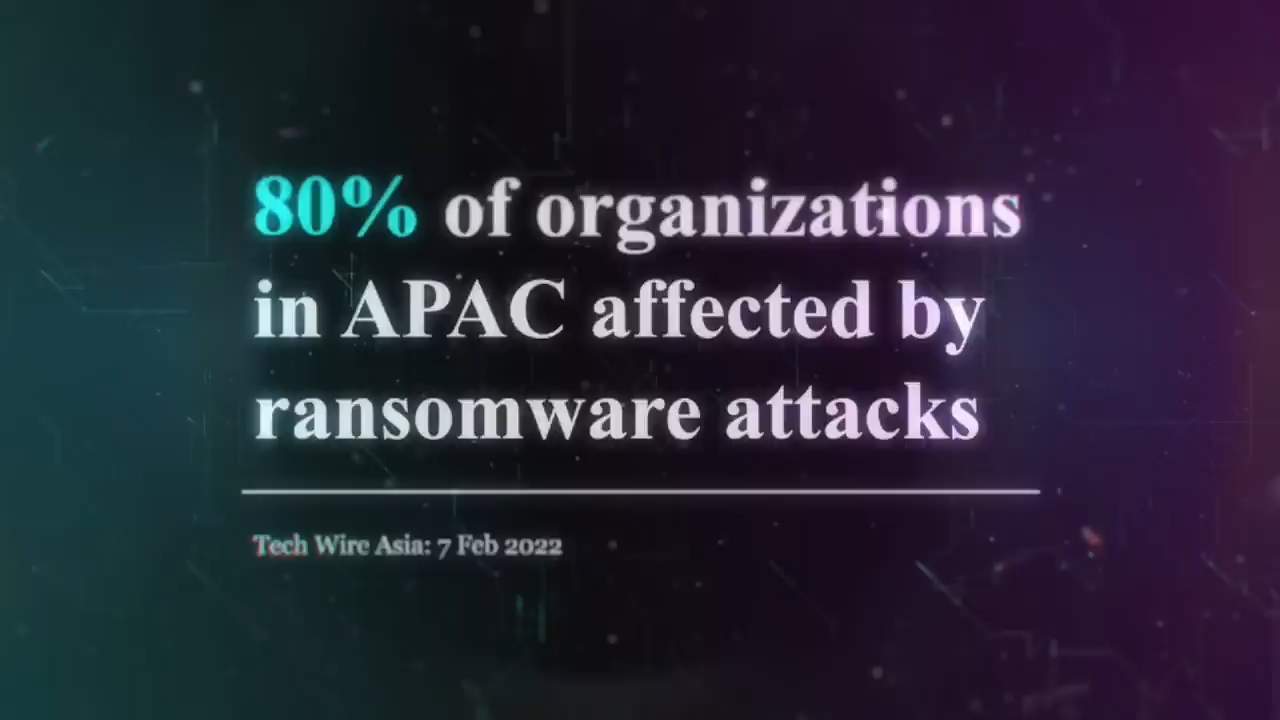 80% of organizations
in APAC affected by
ransomware attacks
Tech Wire Asia: 7 Feb 2022